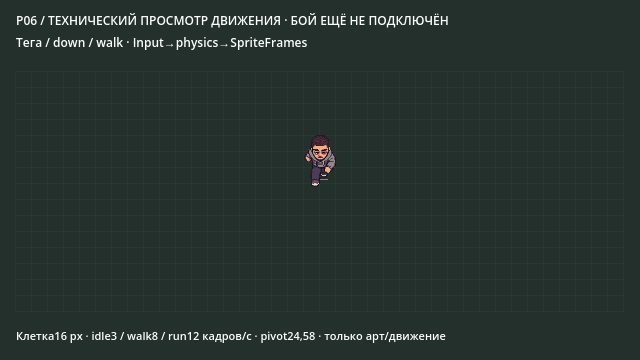 P06 / ТЕХНИЧЕСКИЙ ПРОСМОТР ДВИЖЕНИЯ · БОЙ ЕЩЁ НЕ ПОДКЛЮЧЁН
Тега / down / walk · Input→physics→SpriteFrames
Клетка16 px · idle3 / walk8 / run12 кадров/с · pivot24,58 · только арт/движение